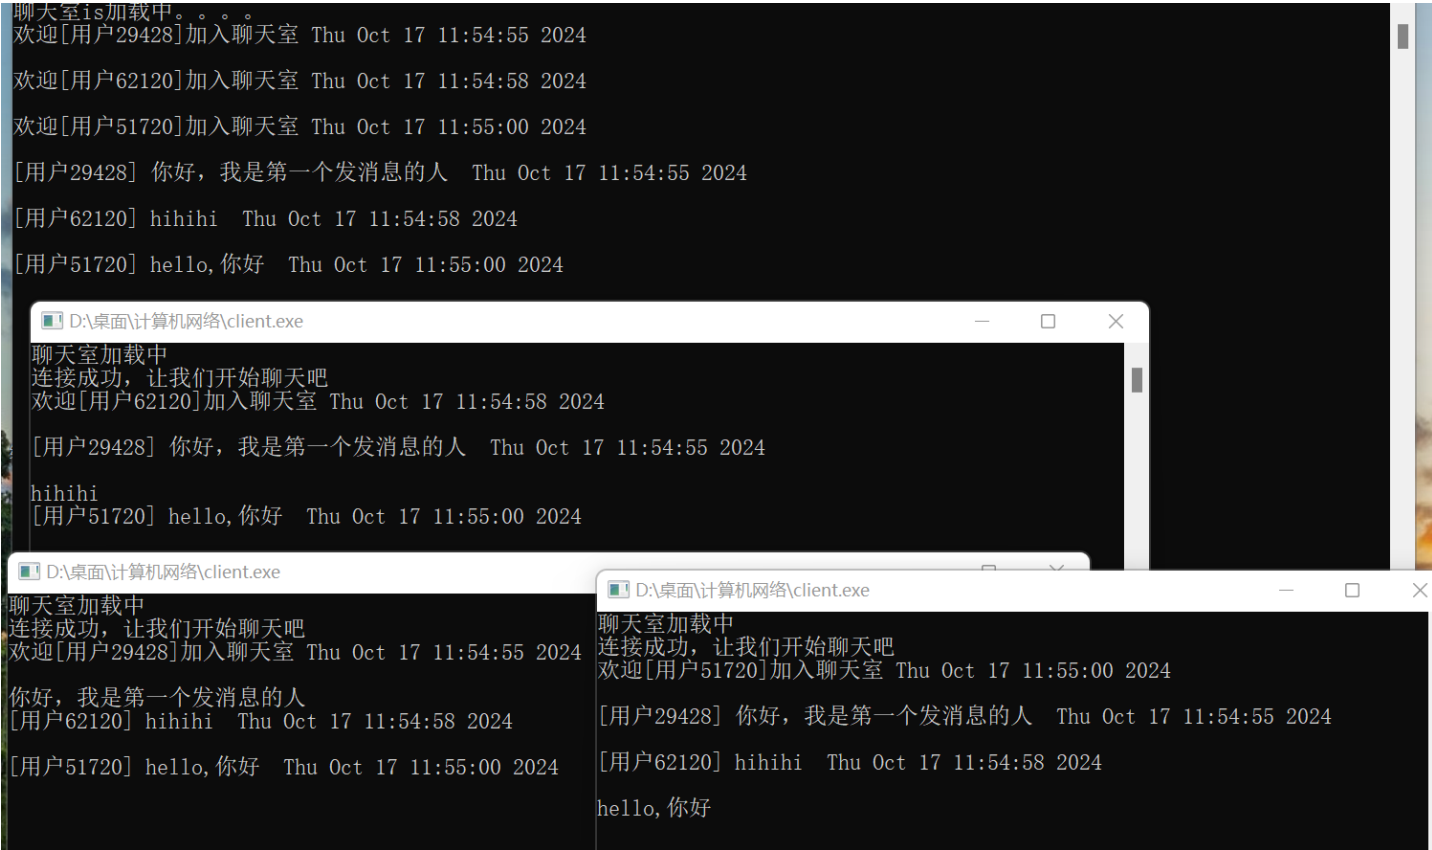 聊天室is加载中。。。。
欢迎[用户29428]加入聊天室 Thu Oct 17 11:54:55 2024
欢迎[用户62120]加入聊天室 Thu Oct 17 11:54:58 2024
欢迎[用户51720]加入聊天室 Thu Oct 17 11:55:00 2024
[用户29428] 你好，我是第一个发消息的人  Thu Oct 17 11:54:55 2024
[用户62120] hihihi  Thu Oct 17 11:54:58 2024
[用户51720] hello,你好  Thu Oct 17 11:55:00 2024
D:\桌面\计算机网络\client.exe
聊天室加载中
连接成功，让我们开始聊天吧
欢迎[用户62120]加入聊天室 Thu Oct 17 11:54:58 2024
[用户29428] 你好，我是第一个发消息的人  Thu Oct 17 11:54:55 2024
hihihi
[用户51720] hello,你好  Thu Oct 17 11:55:00 2024
D:\桌面\计算机网络\client.exe
聊天室加载中
连接成功，让我们开始聊天吧
欢迎[用户29428]加入聊天室 Thu Oct 17 11:54:55 2024
你好，我是第一个发消息的人
[用户62120] hihihi  Thu Oct 17 11:54:58 2024
[用户51720] hello,你好  Thu Oct 17 11:55:00 2024
D:\桌面\计算机网络\client.exe
聊天室加载中
连接成功，让我们开始聊天吧
欢迎[用户51720]加入聊天室 Thu Oct 17 11:55:00 2024
[用户29428] 你好，我是第一个发消息的人  Thu Oct 17 11:54:55 2024
[用户62120] hihihi  Thu Oct 17 11:54:58 2024
hello,你好